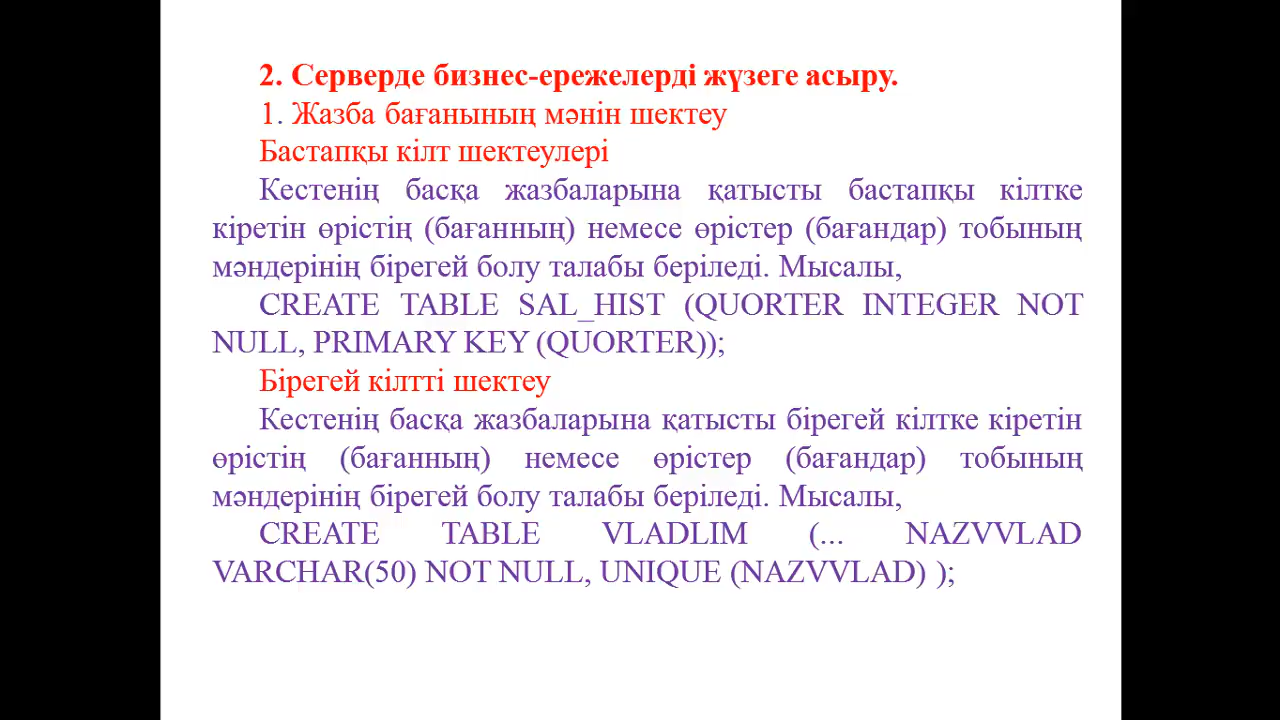 2. Серверде бизнес-ережелерді жүзеге асыру.
1. Жазба бағанының мәнін шектеу
Бастапқы кілт шектеулері
Кестенің басқа жазбаларына қатысты бастапқы кілтке
кіретін өрістің (бағанның) немесе өрістер (бағандар) тобының
мәндерінің бірегей болу талабы беріледі. Мысалы,
CREATE TABLE SAL_HIST (QUORTER INTEGER NOT
NULL, PRIMARY KEY (QUORTER));
Бірегей кілтті шектеу
Кестенің басқа жазбаларына қатысты бірегей кілтке кіретін
өрістің (бағанның) немесе өрістер (бағандар) тобының
мәндерінің бірегей болу талабы беріледі. Мысалы,
CREATE TABLE VLADLIM (... NAZVVLAD
VARCHAR(50) NOT NULL, UNIQUE (NAZVVLAD) );